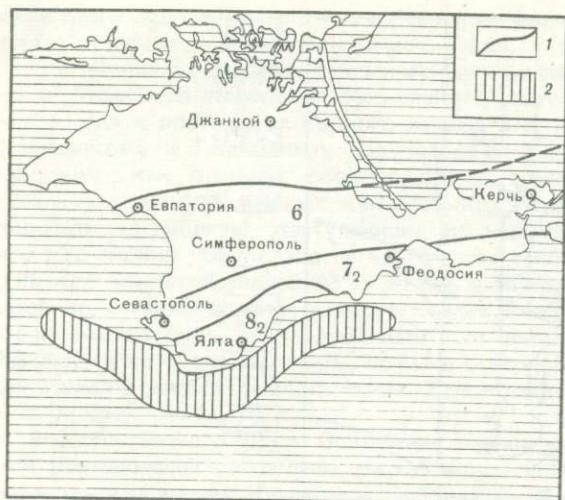 1
2
Джанкой
Керчь
Евпатория
6
Симферополь
7₂
Феодосия
Севастополь
8₂
Ялта